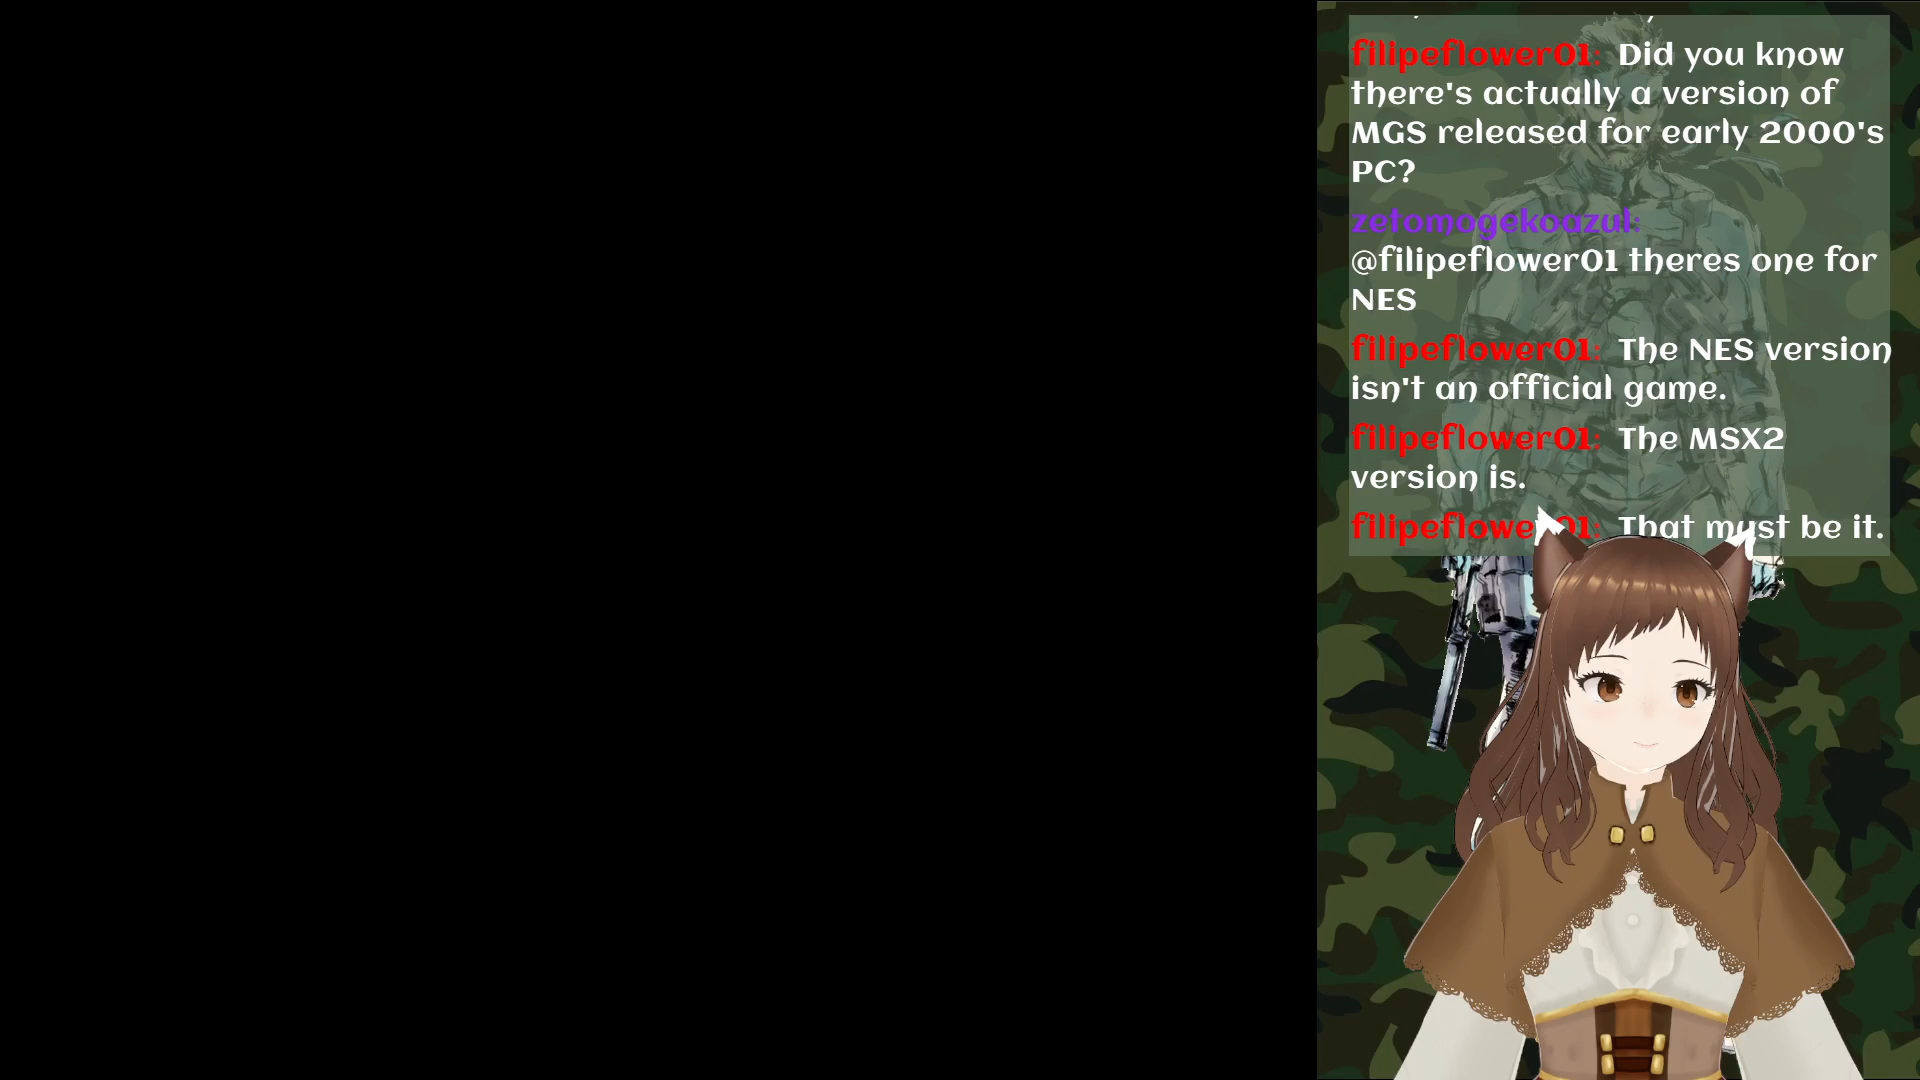 filipeflower01: Did you know
there's actually a version of
MGS released for early 2000's
PC?
zetomogekoazul:
@filipeflower01 theres one for
NES
filipeflower01: The NES version
isn't an official game.
filipeflower01: The MSX2
version is.
filipeflower01: That must be it.